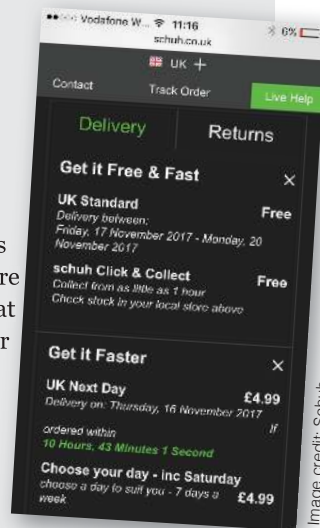 Vodafone W... 11:16 6%
schuh.co.uk
UK +
Contact Track Order Live Help
Delivery Returns
Get it Free & Fast ×
UK Standard Free
Delivery between:
Friday, 17 November 2017 - Monday, 20
November 2017
schuh Click & Collect Free
Collect from as little as 1 hour
Check stock in your local store above
Get it Faster ×
UK Next Day £4.99
Delivery on: Thursday, 16 November 2017 If
ordered within
10 Hours, 43 Minutes 1 Second
Choose your day - inc Saturday
choose a day to suit you - 7 days a £4.99
week
Image credit: Schuh